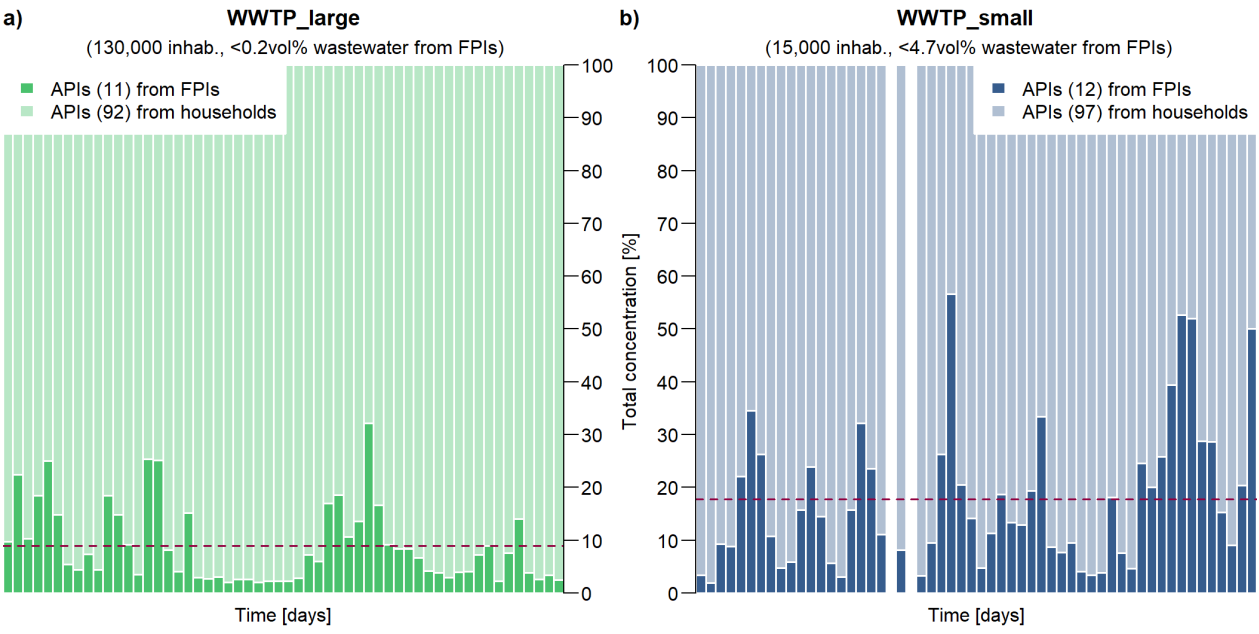 a)
WWTP_large
(130,000 inhab., <0.2vol% wastewater from FPIs)
APIs (11) from FPIs
APIs (92) from households
100
90
80
70
60
50
40
30
20
10
0
Time [days]
b)
WWTP_small
(15,000 inhab., <4.7vol% wastewater from FPIs)
APIs (12) from FPIs
APIs (97) from households
Total concentration [%]
100
90
80
70
60
50
40
30
20
10
0
Time [days]